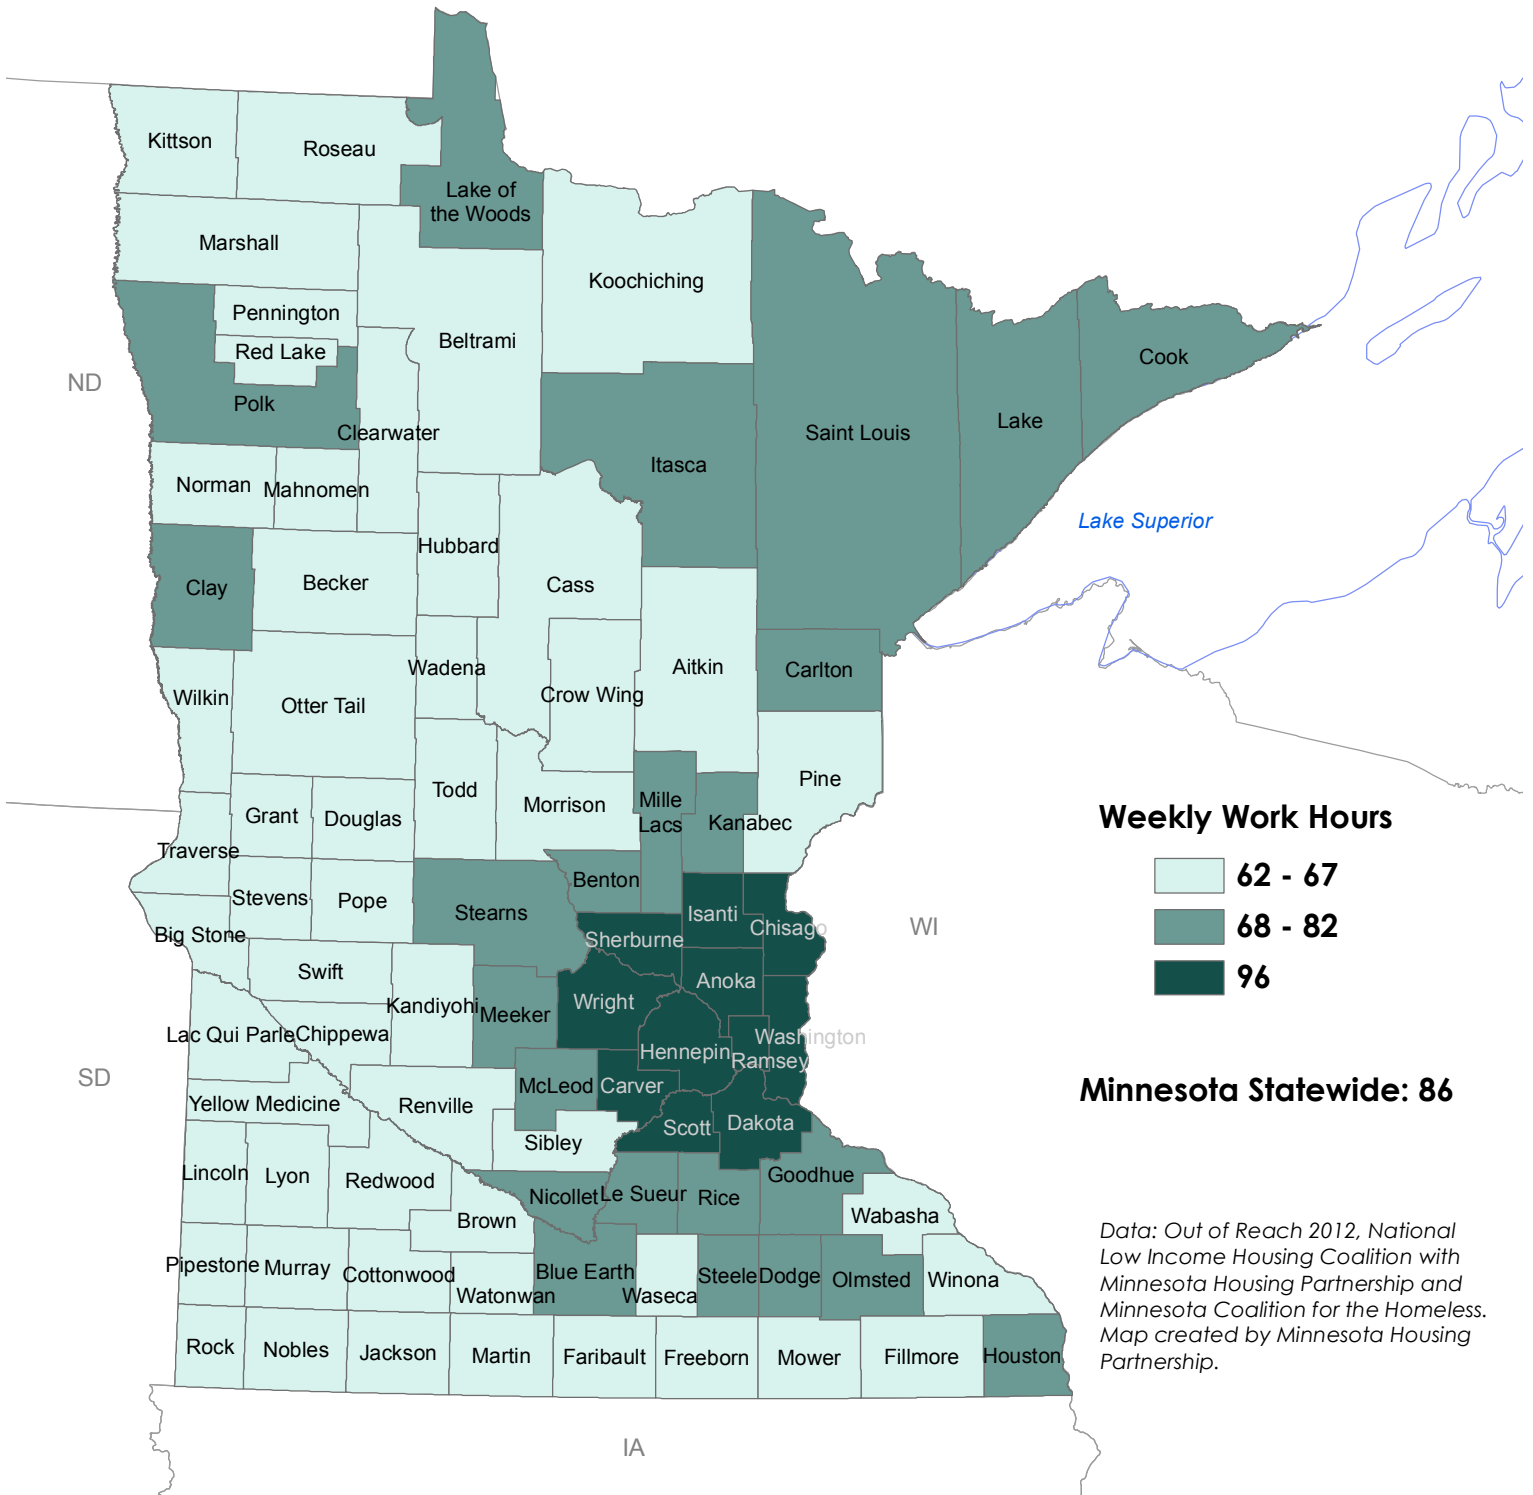 Kittson
Roseau
Lake of
the Woods
Marshall
Koochiching
Pennington
Beltrami
Red Lake
Cook
ND
Polk
Clearwater
Saint Louis
Lake
Itasca
Norman
Mahnomen
Lake Superior
Hubbard
Clay
Becker
Cass
Wadena
Aitkin
Carlton
Wilkin
Otter Tail
Crow Wing
Pine
Todd
Mille
Lacs
Morrison
Grant
Douglas
Kanabec
Weekly Work Hours
Traverse
62 - 67
Benton
Stevens
Pope
Stearns
Isanti
Chisago
68 - 82
WI
Big Stone
Sherburne
Swift
Anoka
96
Kandiyohi
Wright
Meeker
Lac Qui Parle
Chippewa
Washington
Hennepin
Ramsey
SD
McLeod
Carver
Minnesota Statewide: 86
Yellow Medicine
Renville
Scott
Dakota
Sibley
Lincoln
Lyon
Redwood
Goodhue
Nicollet
Le Sueur
Rice
Brown
Wabasha
Pipestone
Murray
Cottonwood
Watonwan
Blue Earth
Waseca
Steele
Dodge
Olmsted
Winona
Data: Out of Reach 2012, National
Low Income Housing Coalition with
Minnesota Housing Partnership and
Minnesota Coalition for the Homeless.
Map created by Minnesota Housing
Partnership.
Rock
Nobles
Jackson
Martin
Faribault
Freeborn
Mower
Fillmore
Houston
IA